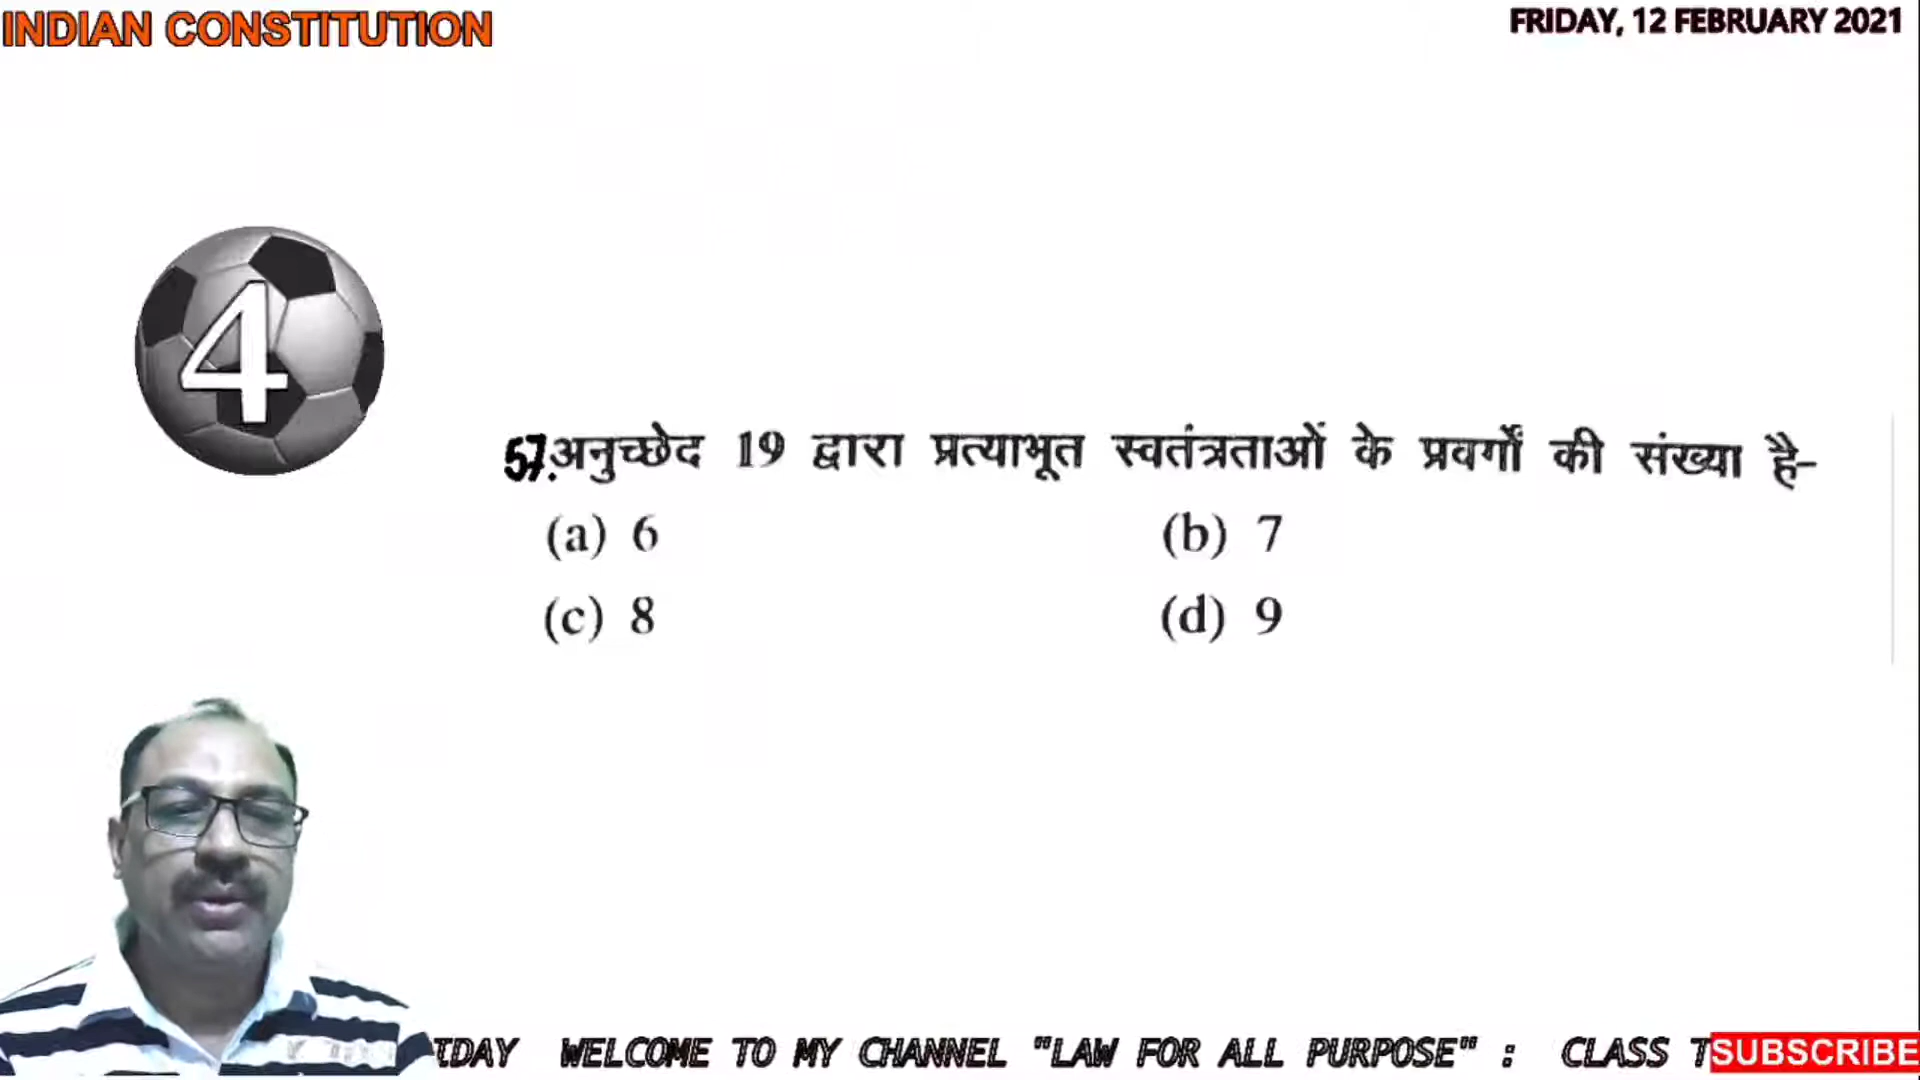 INDIAN CONSTITUTION
FRIDAY, 12 FEBRUARY 2021
4
57.अनुच्छेद 19 द्वारा प्रत्याभूत स्वतंत्रताओं के प्रवर्गों की संख्या है-
(a) 6 (b) 7
(c) 8 (d) 9
WELCOME TO MY CHANNEL "LAW FOR ALL PURPOSE" : CLASS
SUBSCRIBE